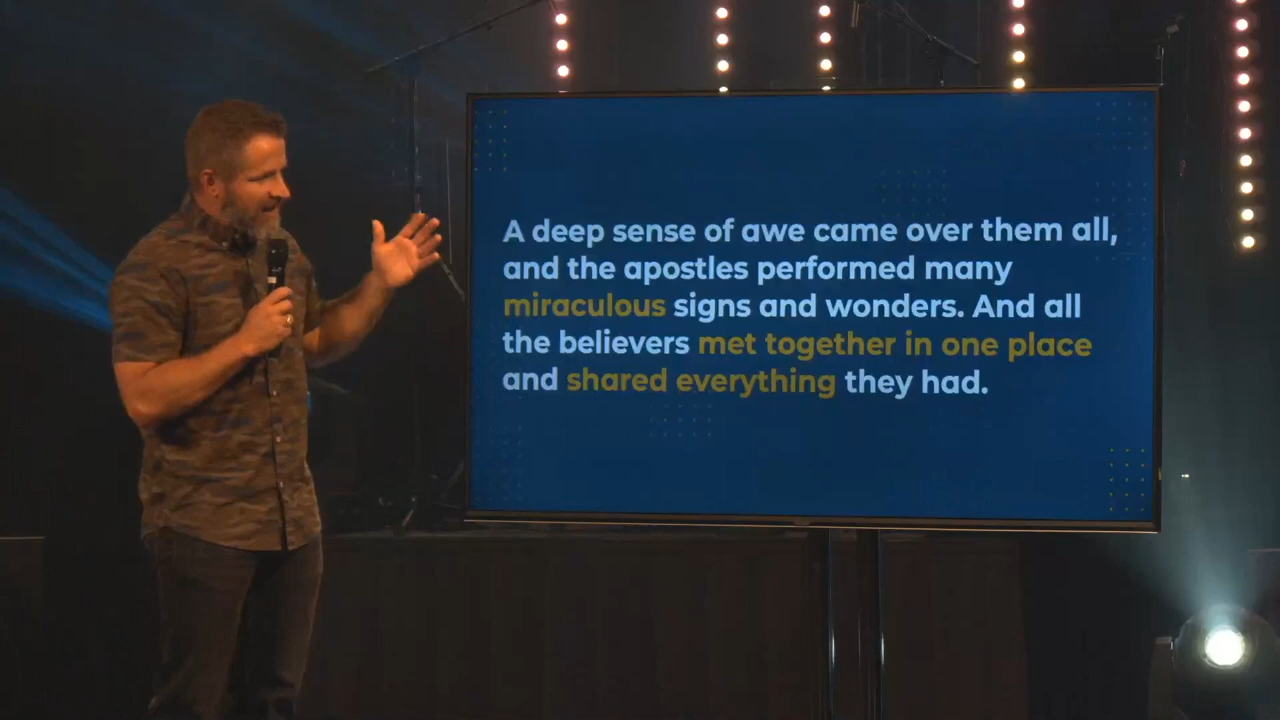 A deep sense of awe came over them all,
and the apostles performed many
miraculous signs and wonders. And all
the believers met together in one place
and shared everything they had.